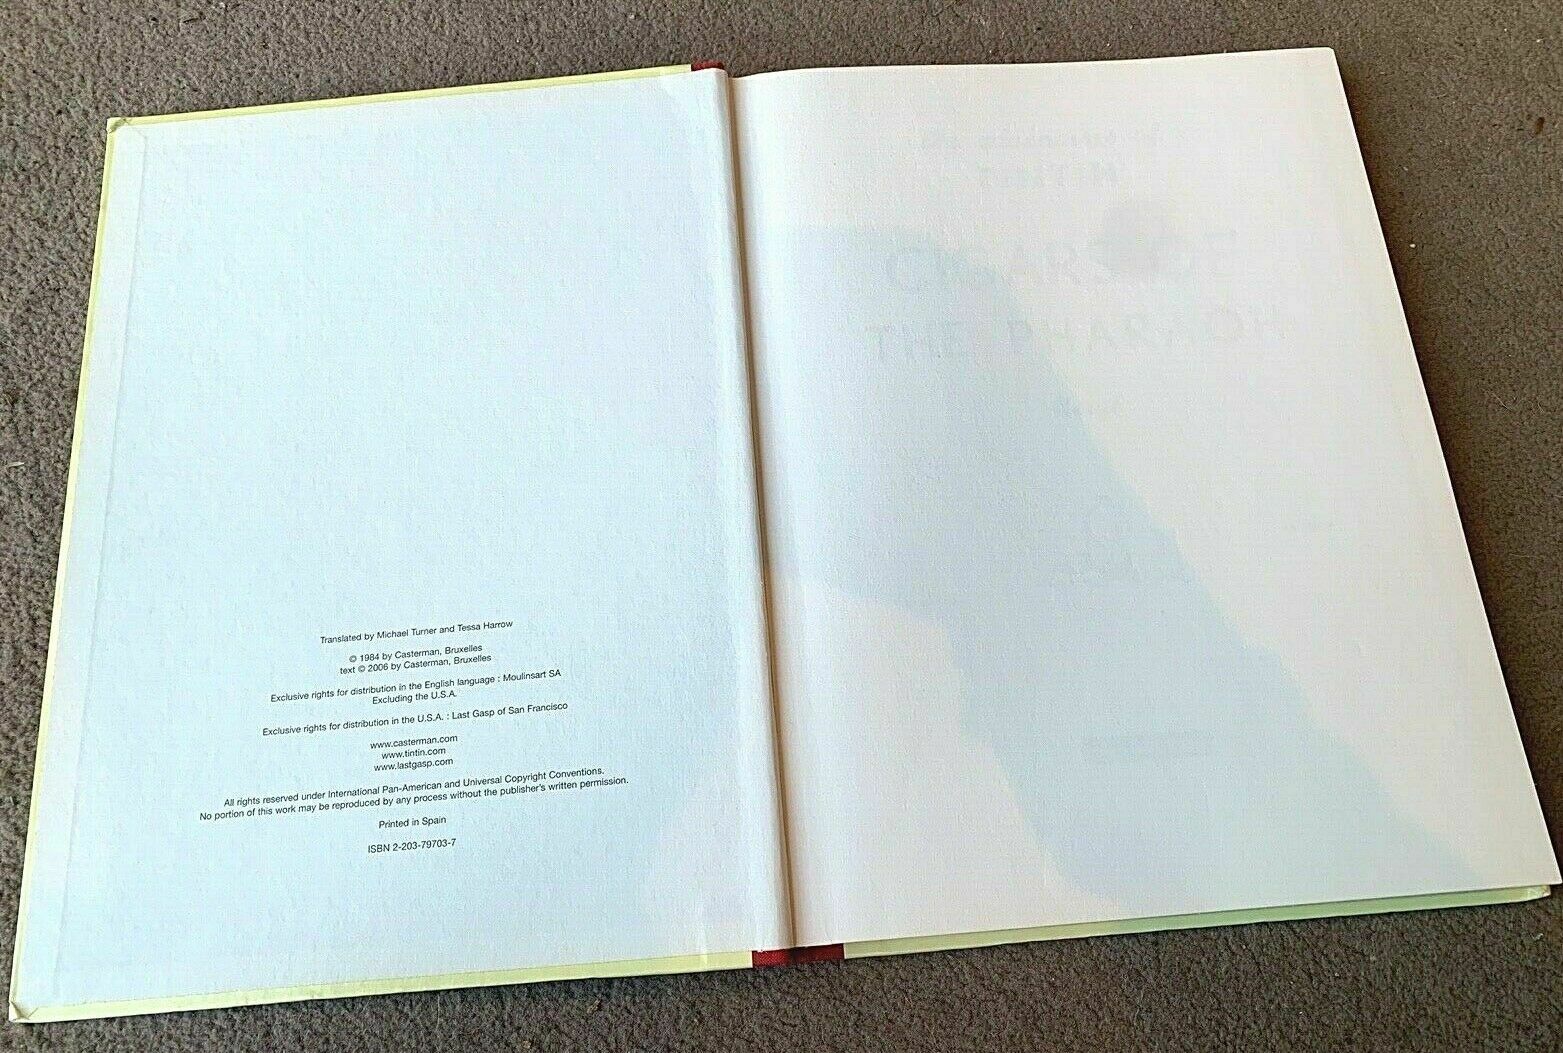 Translated by Michael Turner and Tessa Harrow
© 1984 by Casterman, Bruxelles
text © 2006 by Casterman, Bruxelles
Exclusive rights for distribution in the English language : Moulinsart SA
Excluding the U.S.A.
Exclusive rights for distribution in the U.S.A. : Last Gasp of San Francisco
www.casterman.com
www.tintin.com
www.lastgasp.com
All rights reserved under International Pan-American and Universal Copyright Conventions.
No portion of this work may be reproduced by any process without the publisher's written permission.
Printed in Spain
ISBN 2-203-79703-7